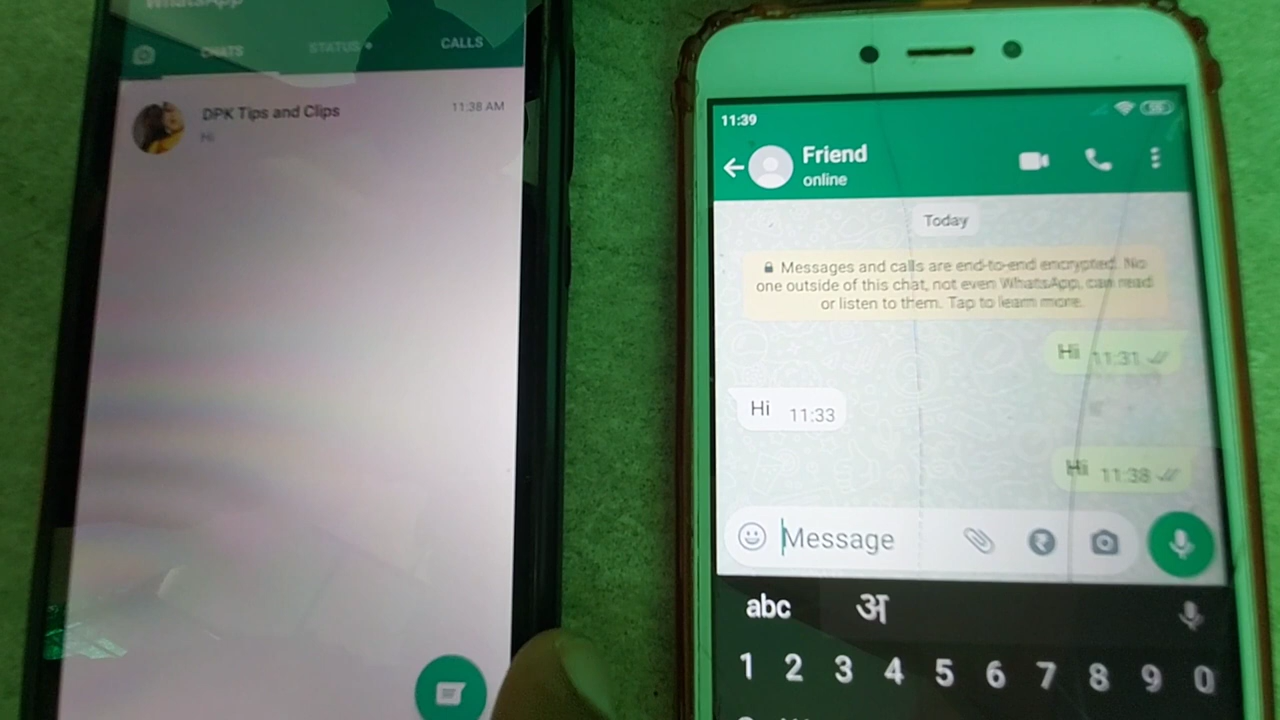 WhatsApp
CHATS STATUS CALLS
DPK Tips and Clips 11:38 AM
Hi
11:39
Friend
online
Today
Messages and calls are end-to-end encrypted. No
one outside of this chat, not even WhatsApp, can read
or listen to them. Tap to learn more.
Hi 11:31
Hi 11:33
Hi 11:38
Message
abc अ
1 2 3 4 5 6 7 8 9 0